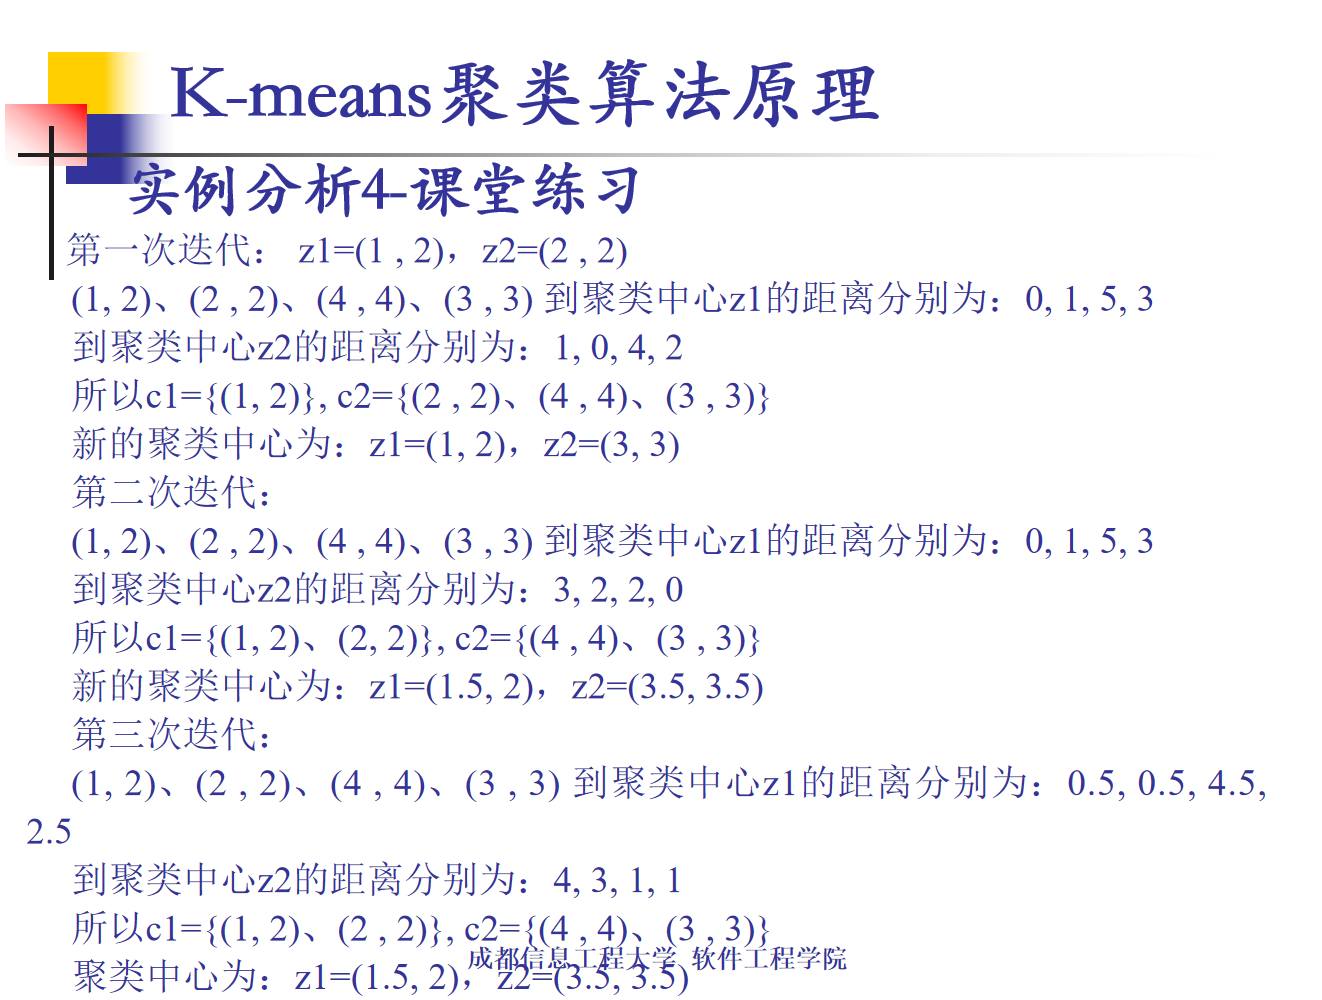 K-means聚类算法原理
实例分析4-课堂练习
第一次迭代： z1=(1 , 2)，z2=(2 , 2)
(1, 2)、(2 , 2)、(4 , 4)、(3 , 3) 到聚类中心z1的距离分别为：0, 1, 5, 3
到聚类中心z2的距离分别为：1, 0, 4, 2
所以c1={(1, 2)}, c2={(2 , 2)、(4 , 4)、(3 , 3)}
新的聚类中心为：z1=(1, 2)，z2=(3, 3)
第二次迭代：
(1, 2)、(2 , 2)、(4 , 4)、(3 , 3) 到聚类中心z1的距离分别为：0, 1, 5, 3
到聚类中心z2的距离分别为：3, 2, 2, 0
所以c1={(1, 2)、(2, 2)}, c2={(4 , 4)、(3 , 3)}
新的聚类中心为：z1=(1.5, 2)，z2=(3.5, 3.5)
第三次迭代：
(1, 2)、(2 , 2)、(4 , 4)、(3 , 3) 到聚类中心z1的距离分别为：0.5, 0.5, 4.5,
2.5
到聚类中心z2的距离分别为：4, 3, 1, 1
所以c1={(1, 2)、(2 , 2)}, c2={(4 , 4)、(3 , 3)}
成都信息工程大学 软件工程学院
聚类中心为：z1=(1.5, 2)，z2=(3.5, 3.5)